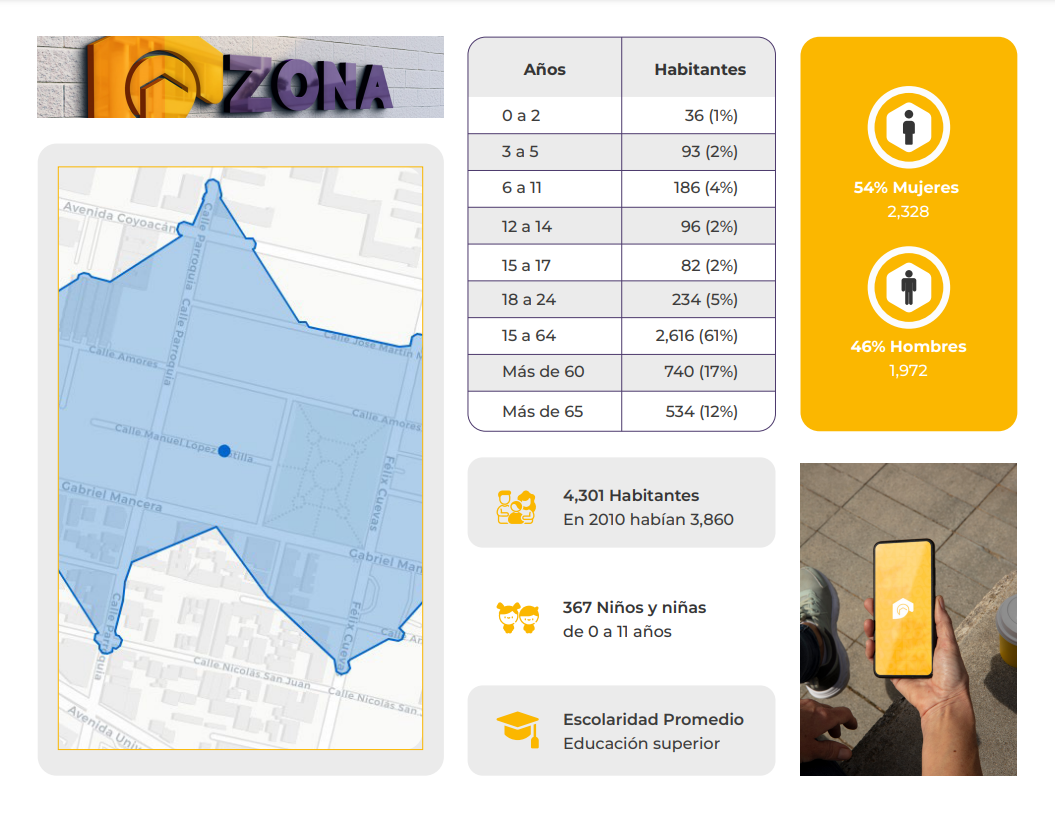 ZONA
Avenida Coyoacán
Calle Parroquia
Calle Parroquia
Calle José Martín M
Calle Amores
Calle Amores
Calle Manuel López
tilla
Félix Cuevas
Gabriel Mancera
Gabriel Man
Calle Parroquia
Félix Cueva
Calle Nicolás San Juan
Calle Nicolás San
Avenida Univ
Años Habitantes
0 a 2 36 (1%)
3 a 5 93 (2%)
6 a 11 186 (4%)
12 a 14 96 (2%)
15 a 17 82 (2%)
18 a 24 234 (5%)
15 a 64 2,616 (61%)
Más de 60 740 (17%)
Más de 65 534 (12%)
4,301 Habitantes
En 2010 habían 3,860
367 Niños y niñas
de 0 a 11 años
Escolaridad Promedio
Educación superior
54% Mujeres
2,328
46% Hombres
1,972